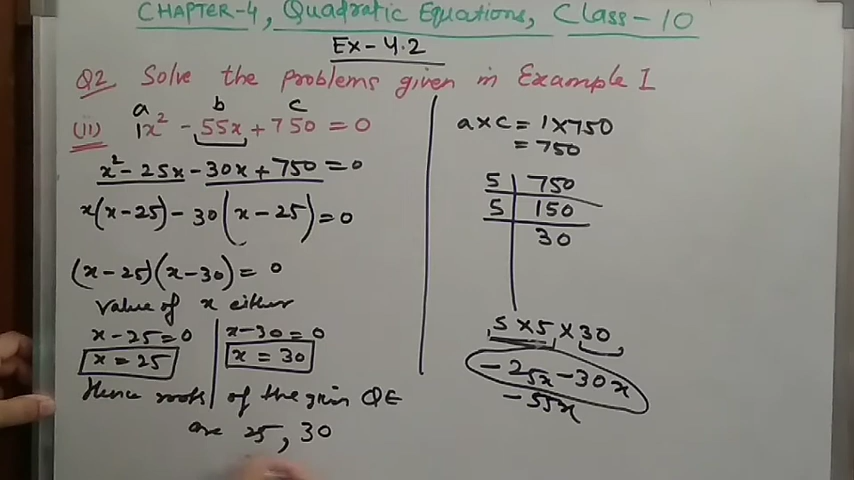 CHAPTER-4, Quadratic Equations, Class-10
Ex-4.2
Q2 Solve the problems given in Example I
a b c
(ii) 1x² - 55x + 750 = 0
x² - 25x - 30x + 750 = 0
x(x-25) - 30(x-25) = 0
(x-25)(x-30) = 0
Value of x either
x-25=0 | x-30=0
x=25 | x=30
Hence roots of the given QE
are 25, 30
a×c = 1×750
= 750
5 | 750
5 | 150
30
5×5×30
-25x-30x
-55x